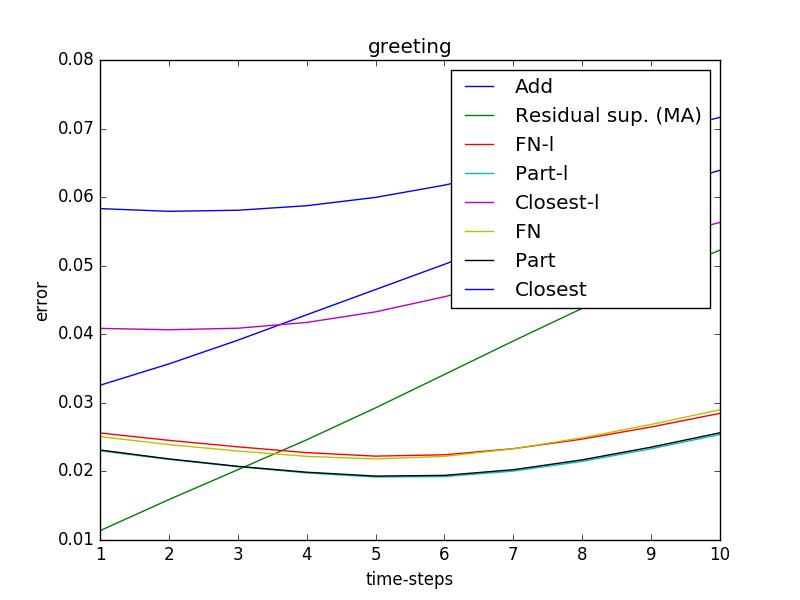 greeting
0.08
0.07
0.06
0.05
0.04
0.03
0.02
0.01
error
Add
Residual sup. (MA)
FN-l
Part-l
Closest-l
FN
Part
Closest
1 2 3 4 5 6 7 8 9 10
time-steps